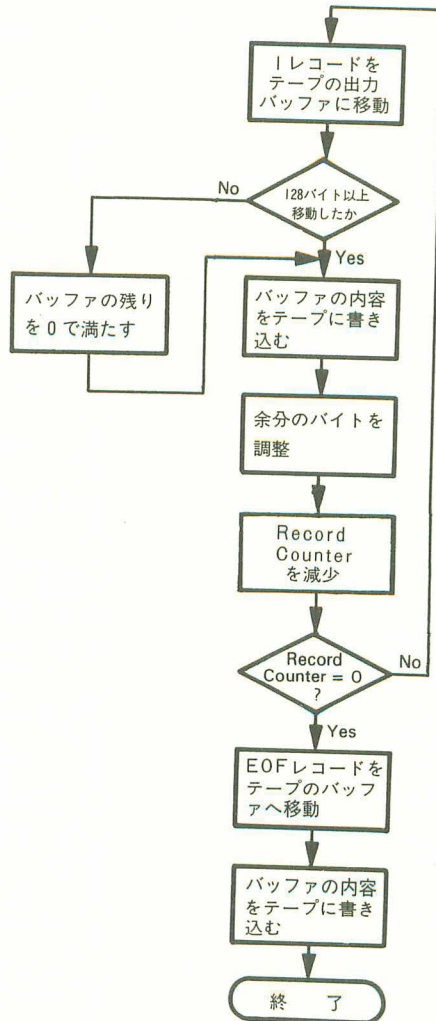 1レコードを
テープの出力
バッファに移動
128バイト以上
移動したか
No
Yes
バッファの残り
を0で満たす
バッファの内容
をテープに書き
込む
余分のバイトを
調整
Record
Counter
を減少
Record
Counter = 0
?
No
Yes
EOFレコードを
テープのバッフ
ァへ移動
バッファの内容
をテープに書き
込む
終 了